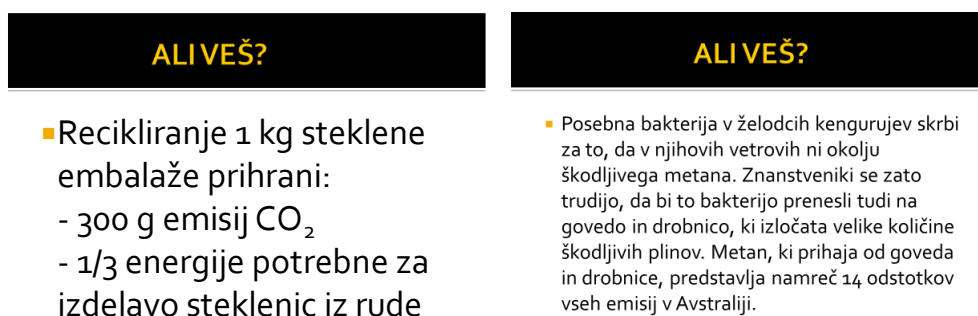 ALI VEŠ?
Recikliranje 1 kg steklene
embalaže prihrani:
- 300 g emisij CO₂
- 1/3 energije potrebne za
izdelavo steklenic iz rude
ALI VEŠ?
Posebna bakterija v želodcih kengurujev skrbi
za to, da v njihovih vetrovih ni okolju
škodljivega metana. Znanstveniki se zato
trudijo, da bi to bakterijo prenesli tudi na
govedo in drobnico, ki izločata velike količine
škodljivih plinov. Metan, ki prihaja od goveda
in drobnice, predstavlja namreč 14 odstotkov
vseh emisij v Avstraliji.